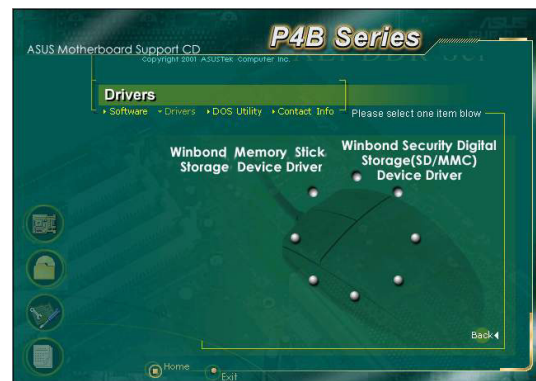 P4B Series
ASUS Motherboard Support CD
Copyright 2001 ASUSTeK Computer Inc.
Drivers
Software Drivers DOS Utility Contact Info
Please select one item blow
Winbond Memory Stick
Storage Device Driver
Winbond Security Digital
Storage(SD/MMC)
Device Driver
Back
Home
Exit